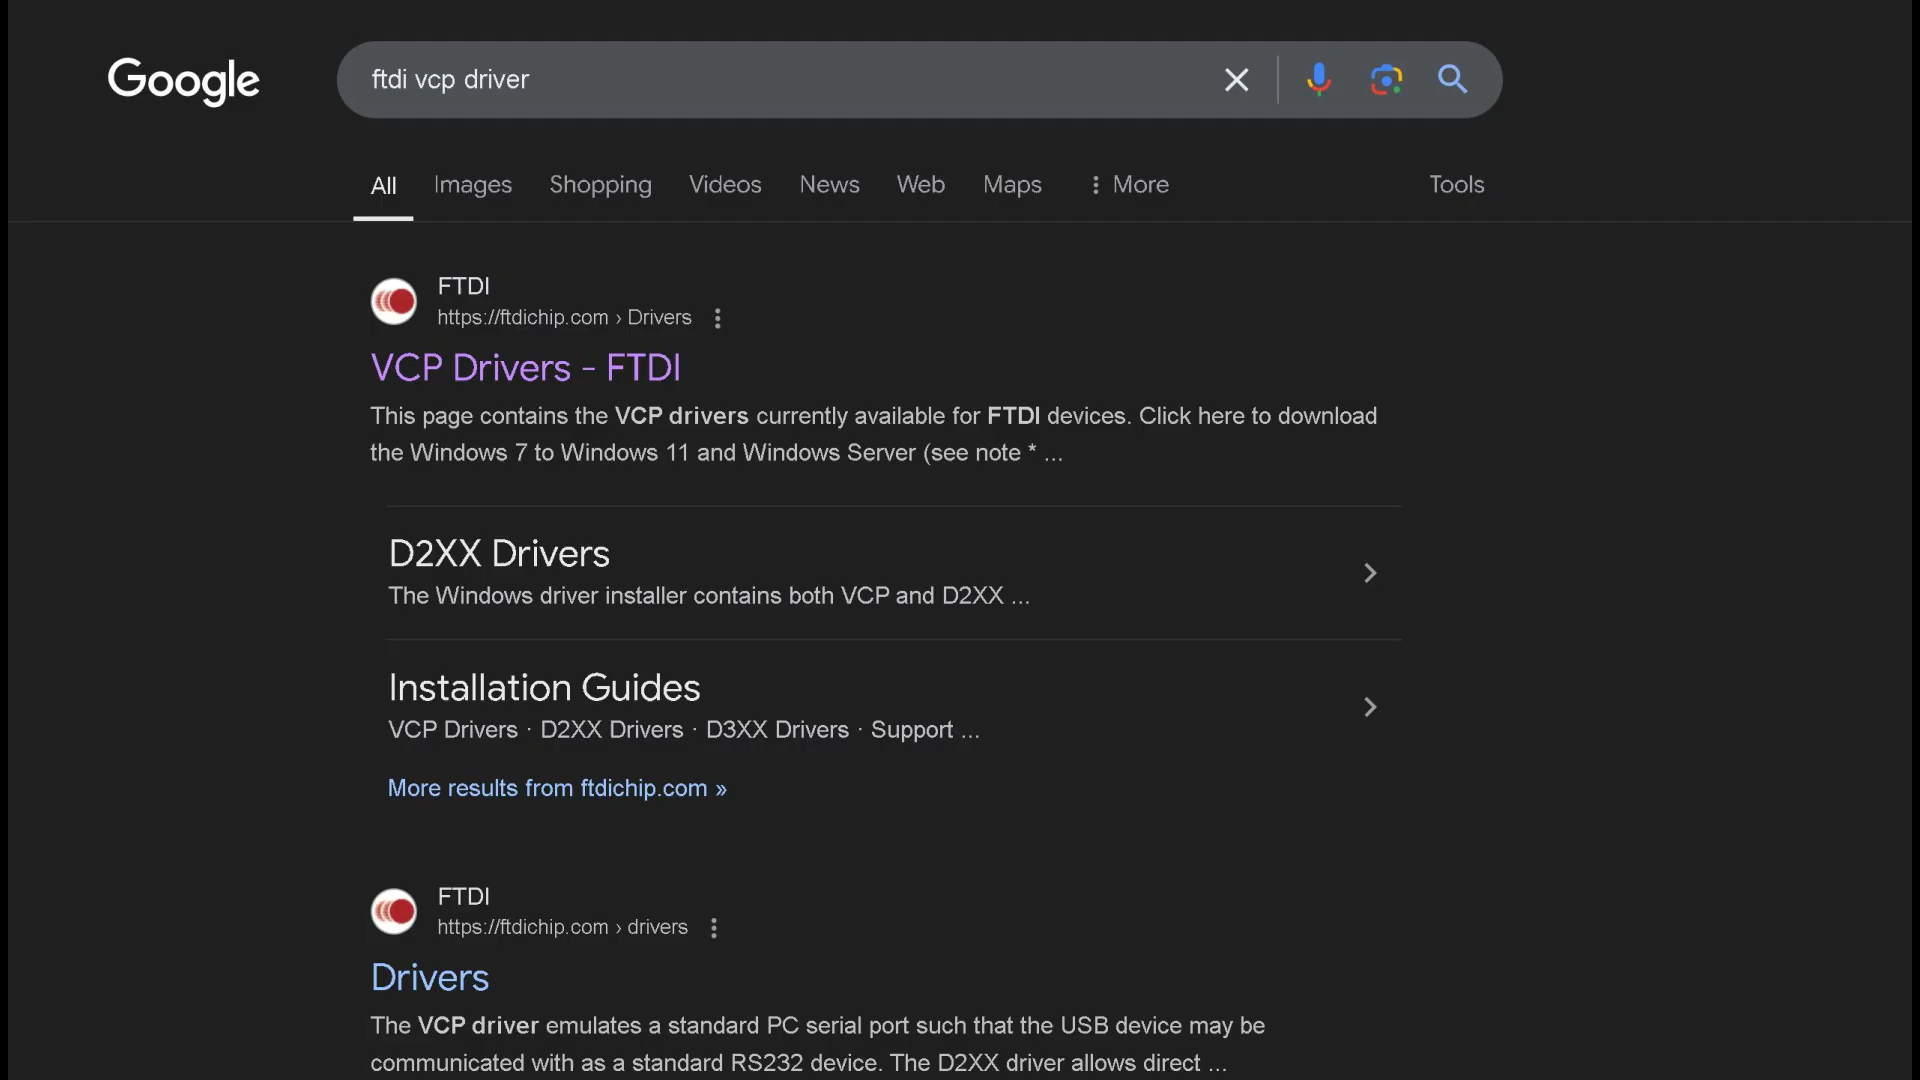 Google
ftdi vcp driver
All Images Shopping Videos News Web Maps More Tools
FTDI
https://ftdichip.com › Drivers
VCP Drivers - FTDI
This page contains the VCP drivers currently available for FTDI devices. Click here to download
the Windows 7 to Windows 11 and Windows Server (see note * ...
D2XX Drivers
The Windows driver installer contains both VCP and D2XX ...
Installation Guides
VCP Drivers · D2XX Drivers · D3XX Drivers · Support ...
More results from ftdichip.com »
FTDI
https://ftdichip.com › drivers
Drivers
The VCP driver emulates a standard PC serial port such that the USB device may be
communicated with as a standard RS232 device. The D2XX driver allows direct ...